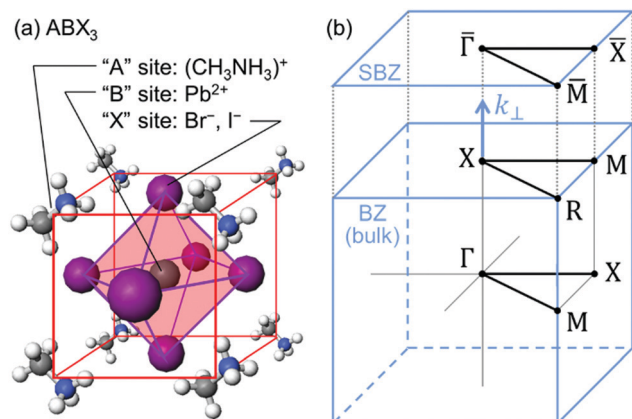 (a) ABX₃
"A" site: (CH₃NH₃)⁺
"B" site: Pb²⁺
"X" site: Br⁻, I⁻
(b)
Γ̄
X̄
SBZ
M̄
k⊥
X
M
BZ
(bulk)
R
Γ
X
M